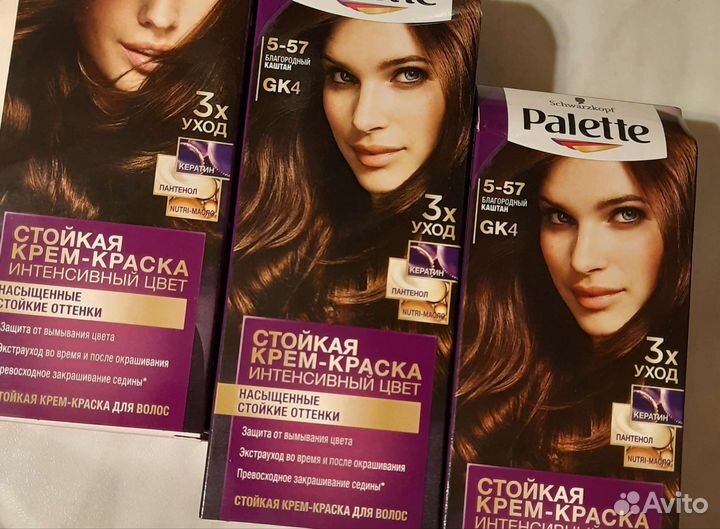 3x
УХОД
КЕРАТИН
ПАНТЕНОЛ
NUTRI-МАСЛО
СТОЙКАЯ
КРЕМ-КРАСКА
ИНТЕНСИВНЫЙ ЦВЕТ
НАСЫЩЕННЫЕ
СТОЙКИЕ ОТТЕНКИ
Защита от вымывания цвета
Экстрауход во время и после окрашивания
Превосходное закрашивание седины*
СТОЙКАЯ КРЕМ-КРАСКА ДЛЯ ВОЛОС
Palette
5-57
БЛАГОРОДНЫЙ
КАШТАН
GK4
3x
УХОД
КЕРАТИН
ПАНТЕНОЛ
NUTRI-МАСЛО
СТОЙКАЯ
КРЕМ-КРАСКА
ИНТЕНСИВНЫЙ ЦВЕТ
НАСЫЩЕННЫЕ
СТОЙКИЕ ОТТЕНКИ
Защита от вымывания цвета
Экстрауход во время и после окрашивания
Превосходное закрашивание седины*
СТОЙКАЯ КРЕМ-КРАСКА ДЛЯ ВОЛОС
Schwarzkopf
Palette
5-57
БЛАГОРОДНЫЙ
КАШТАН
GK4
3x
УХОД
КЕРАТИН
ПАНТЕНОЛ
NUTRI-МАСЛО
СТОЙКАЯ
КРЕМ-КРАСКА
ИНТЕНСИВНЫЙ ЦВЕТ
Avito